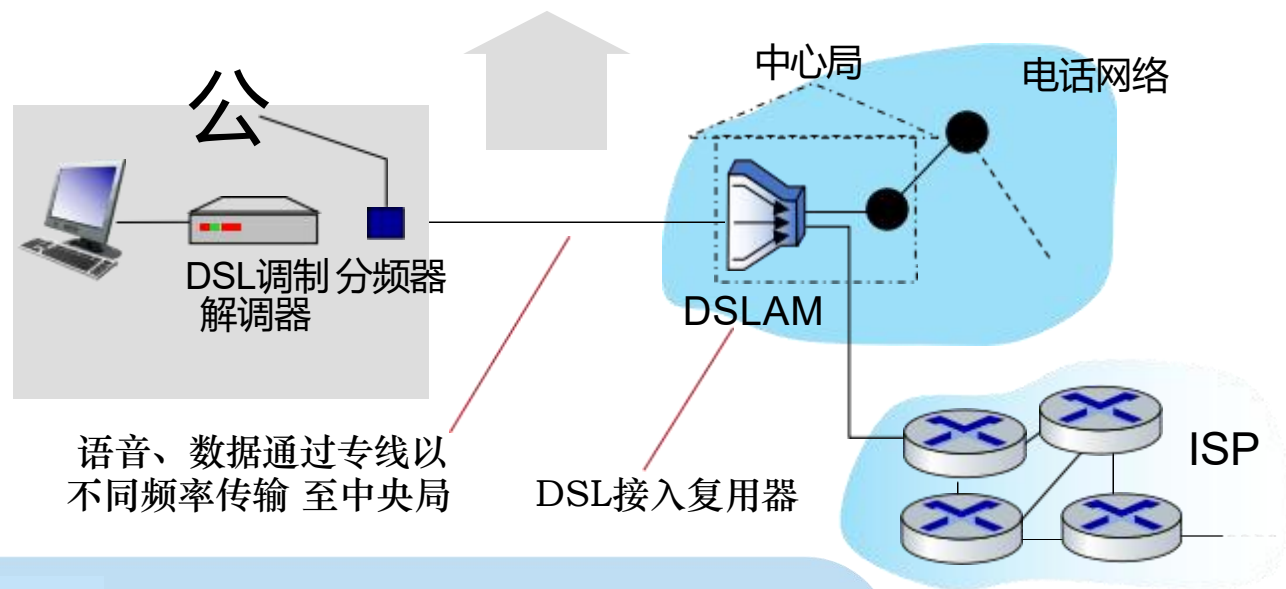 公
中心局
电话网络
DSL调制 分频器
解调器
DSLAM
语音、数据通过专线以
不同频率传输 至中央局
DSL接入复用器
ISP